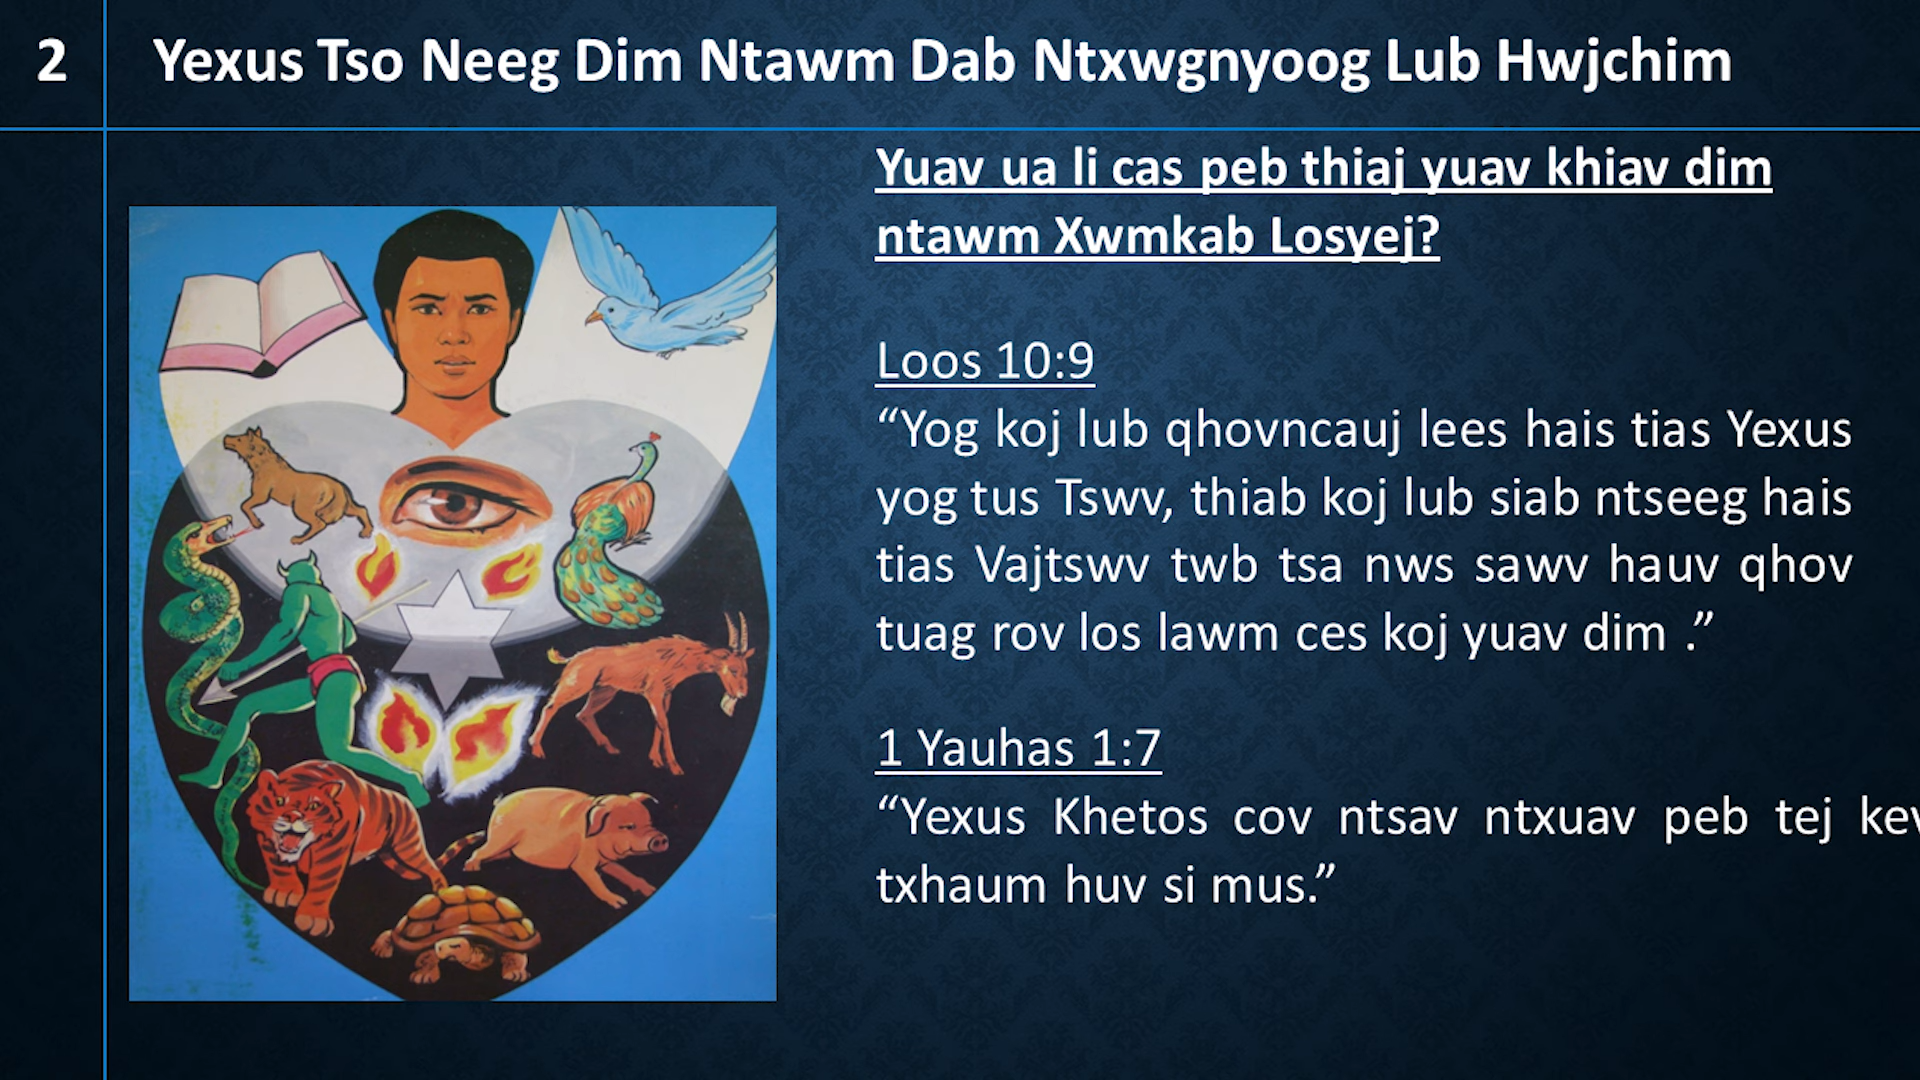 2
Yexus Tso Neeg Dim Ntawm Dab Ntxwgnyoog Lub Hwjchim
Yuav ua li cas peb thiaj yuav khiav dim
ntawm Xwmkab Losyej?
Loos 10:9
“Yog koj lub qhovncauj lees hais tias Yexus
yog tus Tswv, thiab koj lub siab ntseeg hais
tias Vajtswv twb tsa nws sawv hauv qhov
tuag rov los lawm ces koj yuav dim .”
1 Yauhas 1:7
“Yexus Khetos cov ntsav ntxuav peb tej kev
txhaum huv si mus.”